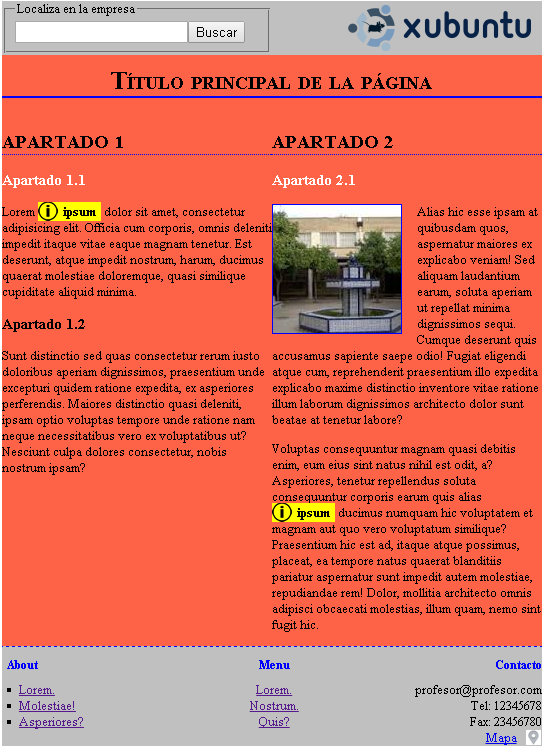 Localiza en la empresa
Buscar
xubuntu
Título principal de la página
APARTADO 1
Apartado 1.1
Lorem ipsum dolor sit amet, consectetur
adipisicing elit. Officia cum corporis, omnis deleniti
impedit itaque vitae eaque magnam tenetur. Est
deserunt, atque impedit nostrum, harum, ducimus
quaerat molestiae doloremque, quasi similique
cupiditate aliquid minima.
Apartado 1.2
Sunt distinctio sed quas consectetur rerum iusto
doloribus aperiam dignissimos, praesentium unde
excepturi quidem ratione expedita, ex asperiores
perferendis. Maiores distinctio quasi deleniti,
ipsam optio voluptas tempore unde ratione nam
neque necessitatibus vero ex voluptatibus ut?
Nesciunt culpa dolores consectetur, nobis
nostrum ipsam?
APARTADO 2
Apartado 2.1
Alias hic esse ipsam at
quibusdam quos,
aspernatur maiores ex
explicabo veniam! Sed
aliquam laudantium
earum, soluta aperiam
ut repellat minima
dignissimos sequi.
Cumque deserunt quis
accusamus sapiente saepe odio! Fugiat eligendi
atque cum, reprehenderit praesentium illo expedita
explicabo maxime distinctio inventore vitae ratione
illum laborum dignissimos architecto dolor sunt
beatae at tenetur labore?
Voluptas consequuntur magnam quasi debitis
enim, eum eius sint natus nihil est odit, a?
Asperiores, tenetur repellendus soluta
consequuntur corporis earum quis alias
ipsum ducimus numquam hic voluptatem et
magnam aut quo vero voluptatum similique?
Praesentium hic est ad, itaque atque possimus,
placeat, ea tempore natus quaerat blanditiis
pariatur aspernatur sunt impedit autem molestiae,
repudiandae rem! Dolor, mollitia architecto omnis
adipisci obcaecati molestias, illum quam, nemo sint
fugit hic.
About
Lorem.
Molestiae!
Asperiores?
Menu
Lorem.
Nostrum.
Quis?
Contacto
profesor@profesor.com
Tel: 12345678
Fax: 23456780
Mapa